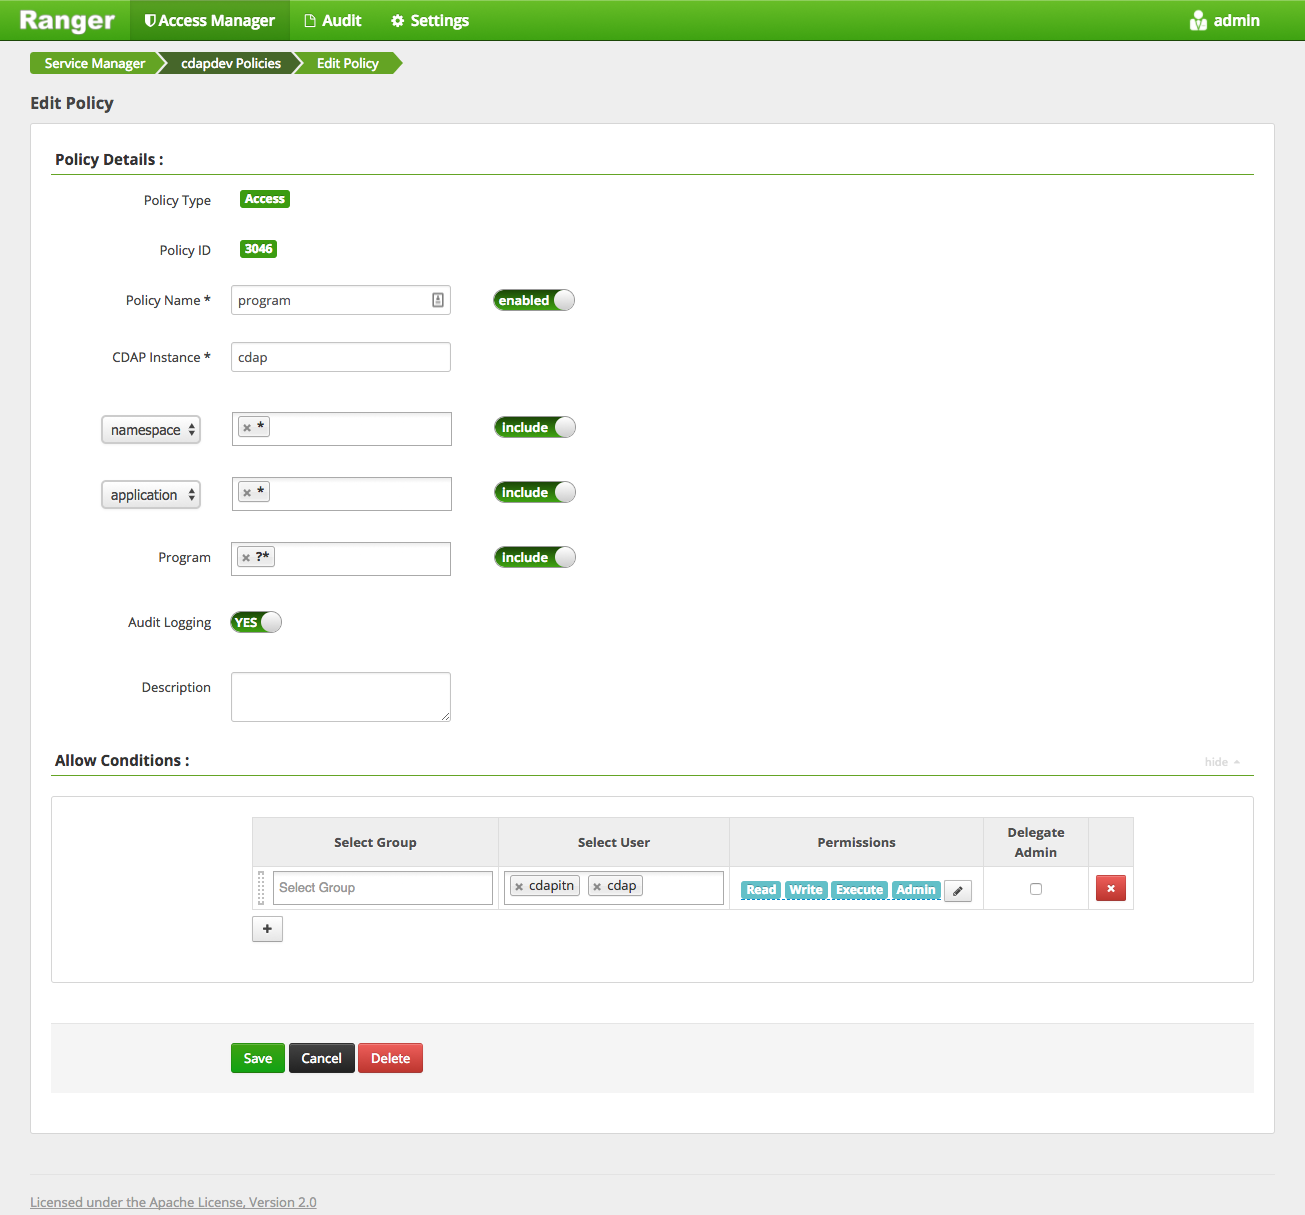 Ranger Access Manager Audit Settings admin
Service Manager cdapdev Policies Edit Policy
Edit Policy
Policy Details :
Policy Type Access
Policy ID 3046
Policy Name * program enabled
CDAP Instance * cdap
namespace × * include
application × * include
Program × ?* include
Audit Logging YES
Description
Allow Conditions : hide
Select Group Select User Permissions Delegate Admin
Select Group × cdapitn × cdap Read Write Execute Admin ×
+
Save Cancel Delete
Licensed under the Apache License, Version 2.0